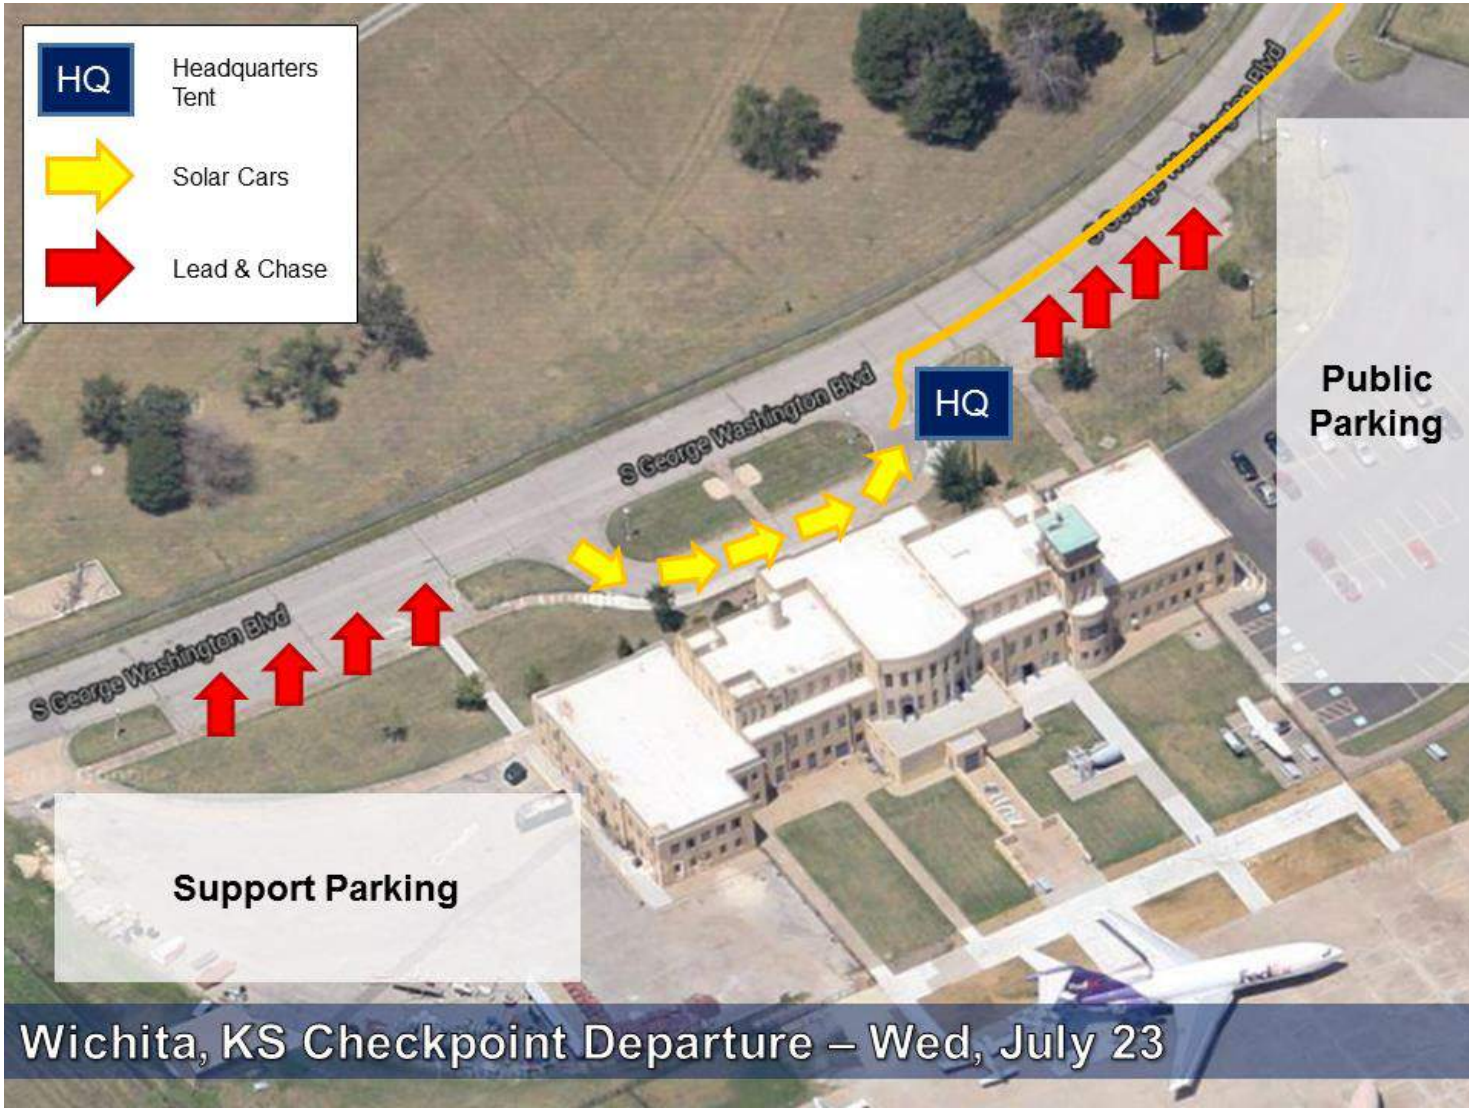 HQ
Headquarters
Tent
Solar Cars
Lead & Chase
S George Washington Blvd
Public
Parking
HQ
S George Washington Blvd
S George Washington Blvd
Support Parking
FedEx
Wichita, KS Checkpoint Departure – Wed, July 23